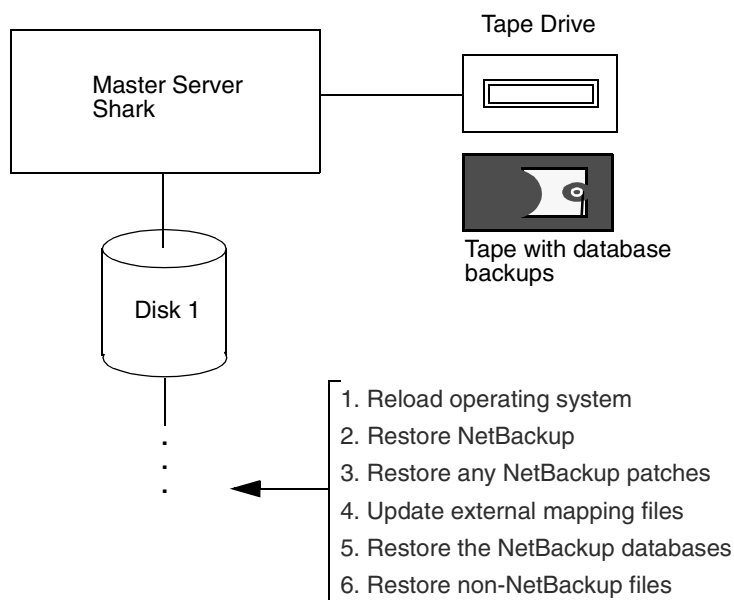 Tape Drive
Master Server
Shark
Tape with database
backups
Disk 1
1. Reload operating system
2. Restore NetBackup
3. Restore any NetBackup patches
4. Update external mapping files
5. Restore the NetBackup databases
6. Restore non-NetBackup files